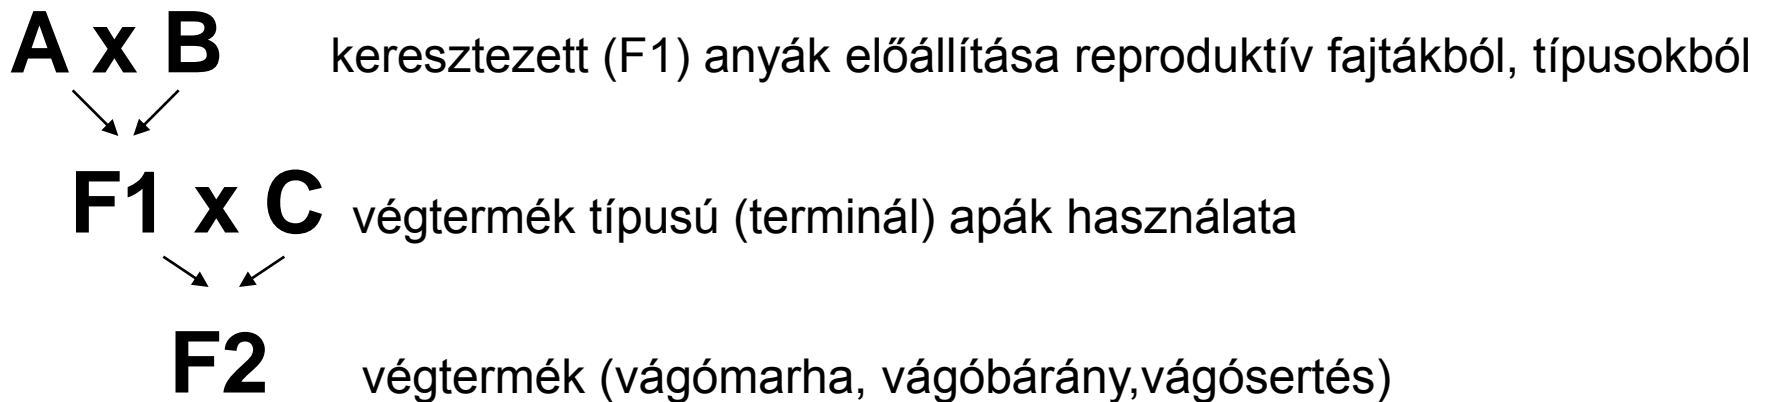 A x B keresztezett (F1) anyák előállítása reproduktív fajtákból, típusokból
F1 x C végtermék típusú (terminál) apák használata
F2 végtermék (vágómarha, vágóbárány,vágósertés)